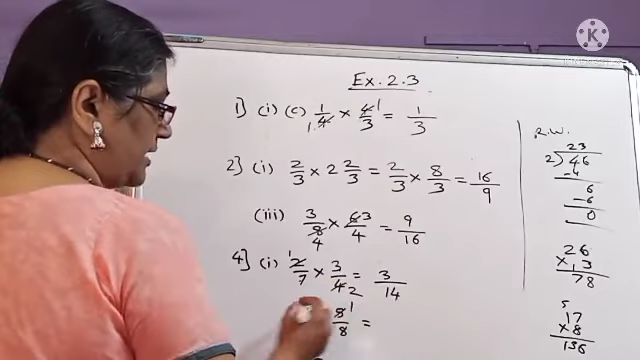 Ex. 2.3
1] (i) (c) 1/4 × 4/3 = 1/3
2] (i) 2/3 × 2 2/3 = 2/3 × 8/3 = 16/9
(iii) 3/8 × 6/4 = 9/16
4] (i) 2/7 × 3/4 = 3/14
8 =
R.W.
23
2) 46
-4
6
-6
0
26
× 3
78
5
17
×8
136
K